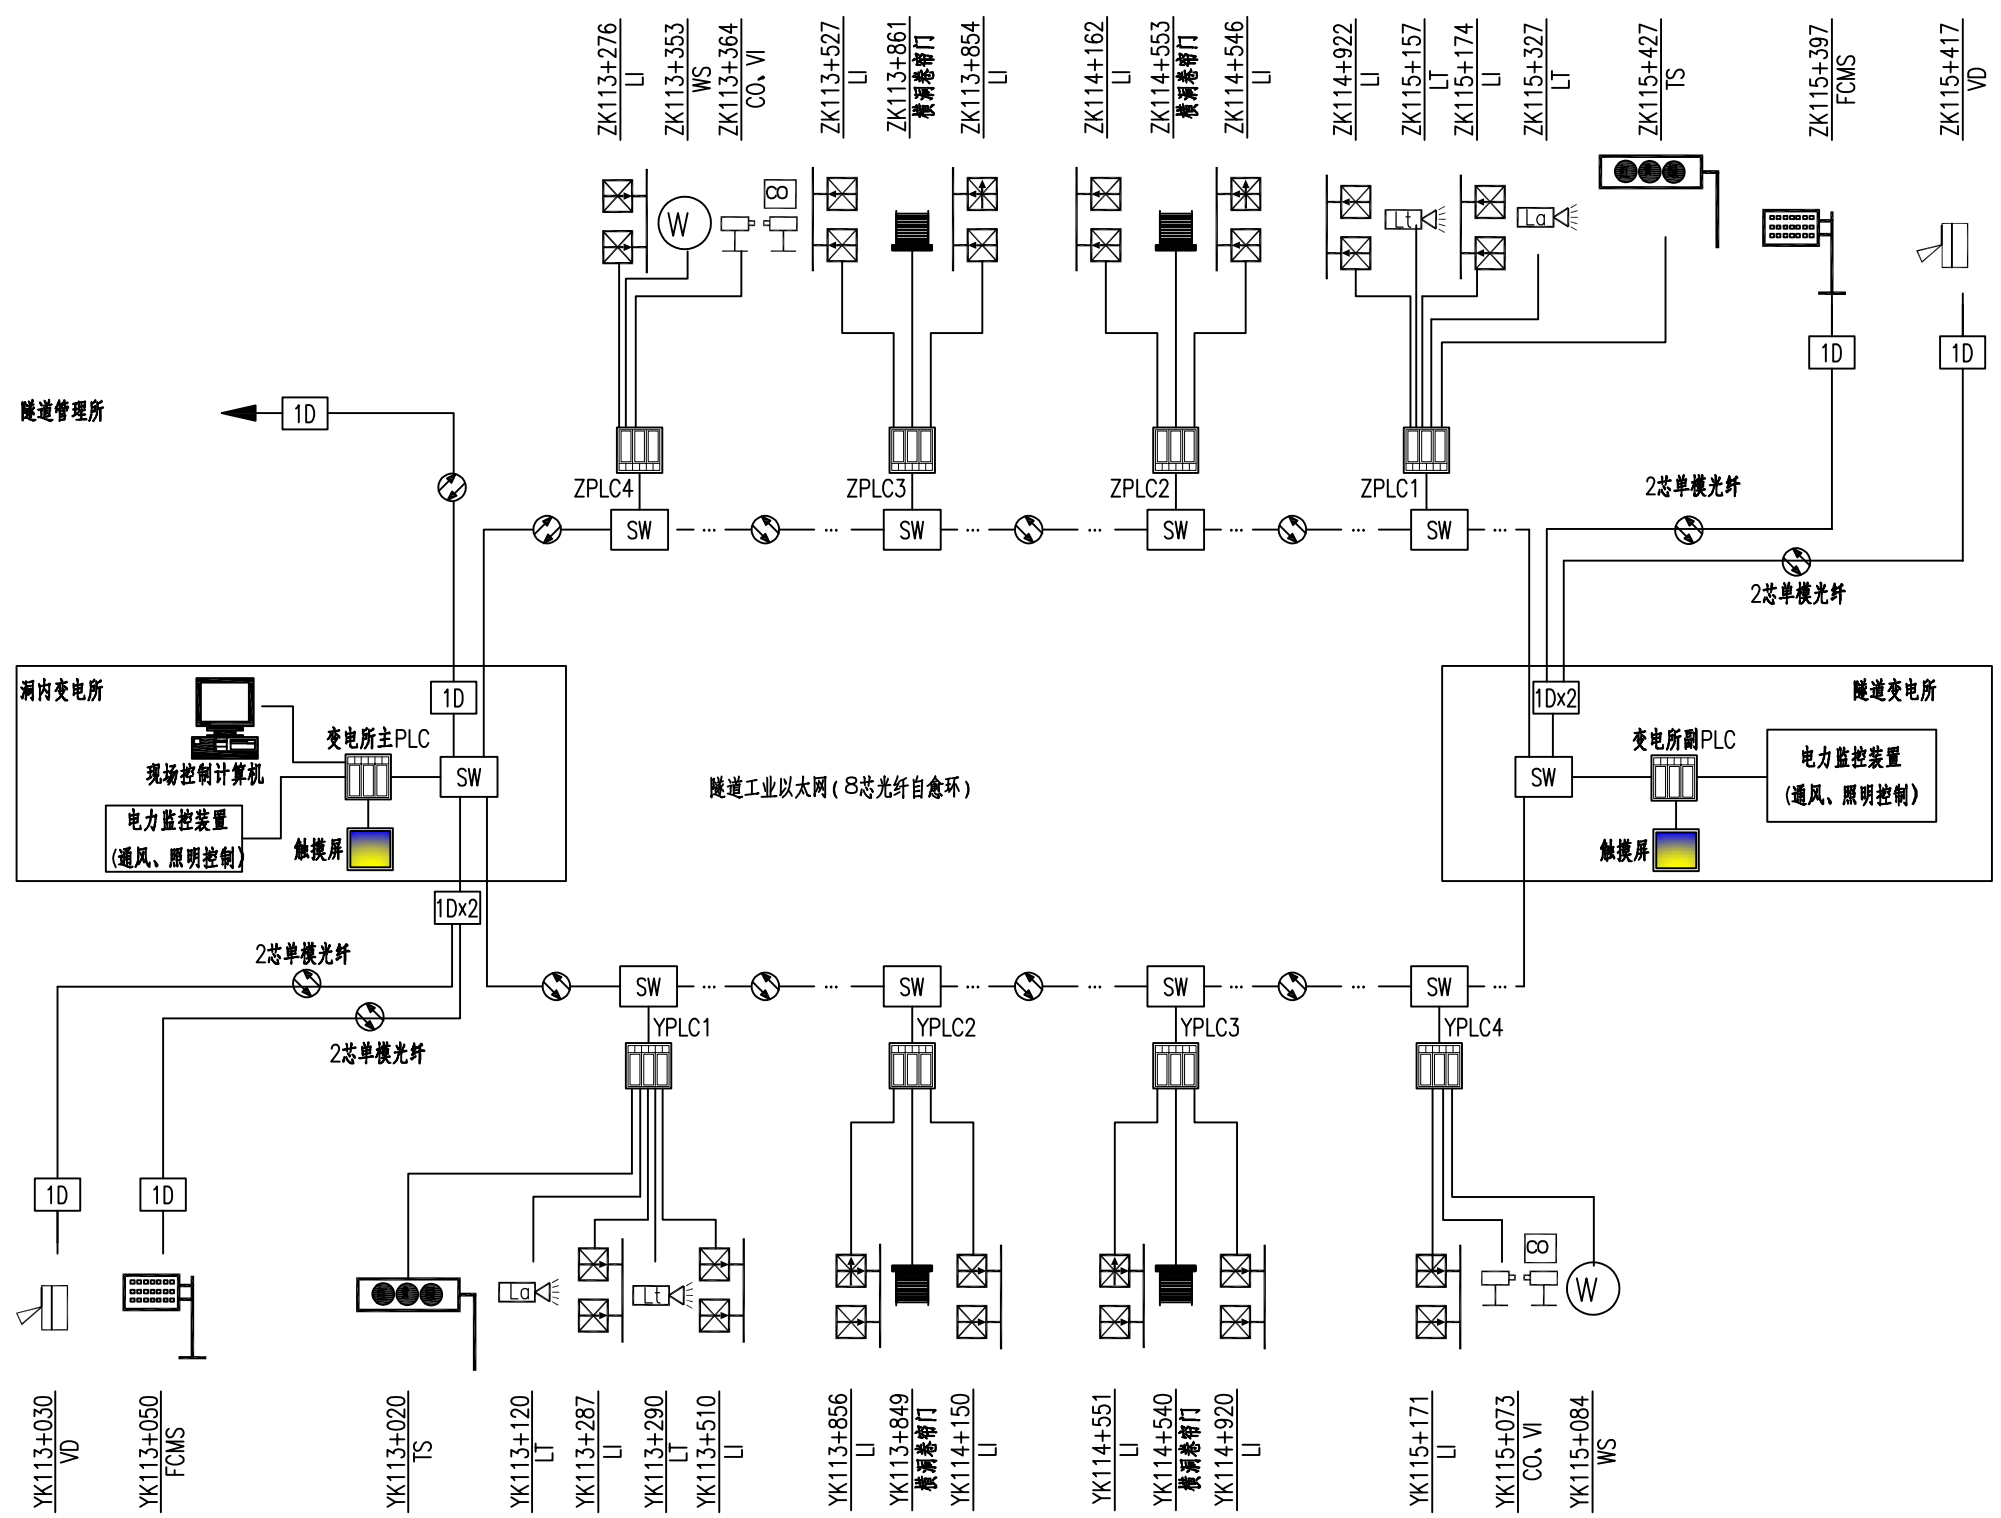 ZK113+276
LI
ZK113+353
WS
ZK113+364
CO、VI
ZK113+527
LI
ZK113+861
横洞卷帘门
ZK113+854
LI
ZK114+162
LI
ZK114+553
横洞卷帘门
ZK114+546
LI
ZK114+922
LI
ZK115+157
LT
ZK115+174
LI
ZK115+327
LT
ZK115+427
TS
ZK115+397
FCMS
ZK115+417
VD
W
Lt
La
1D
1D
隧道管理所
1D
ZPLC4
ZPLC3
ZPLC2
ZPLC1
2芯单模光纤
SW
...
...
SW
...
...
SW
...
...
SW
...
2芯单模光纤
洞内变电所
1D
变电所主PLC
SW
现场控制计算机
电力监控装置
(通风、照明控制)
触摸屏
1Dx2
隧道工业以太网(8芯光纤自愈环)
隧道变电所
1Dx2
变电所副PLC
SW
电力监控装置
(通风、照明控制)
触摸屏
2芯单模光纤
2芯单模光纤
SW
...
...
SW
...
...
SW
...
...
SW
...
YPLC1
YPLC2
YPLC3
YPLC4
1D
1D
La
Lt
W
YK113+030
VD
YK113+050
FCMS
YK113+020
TS
YK113+120
LT
YK113+287
LI
YK113+290
LT
YK113+510
LI
YK113+856
LI
YK113+849
横洞卷帘门
YK114+150
LI
YK114+551
LI
YK114+540
横洞卷帘门
YK114+920
LI
YK115+171
LI
YK115+073
CO、VI
YK115+084
WS